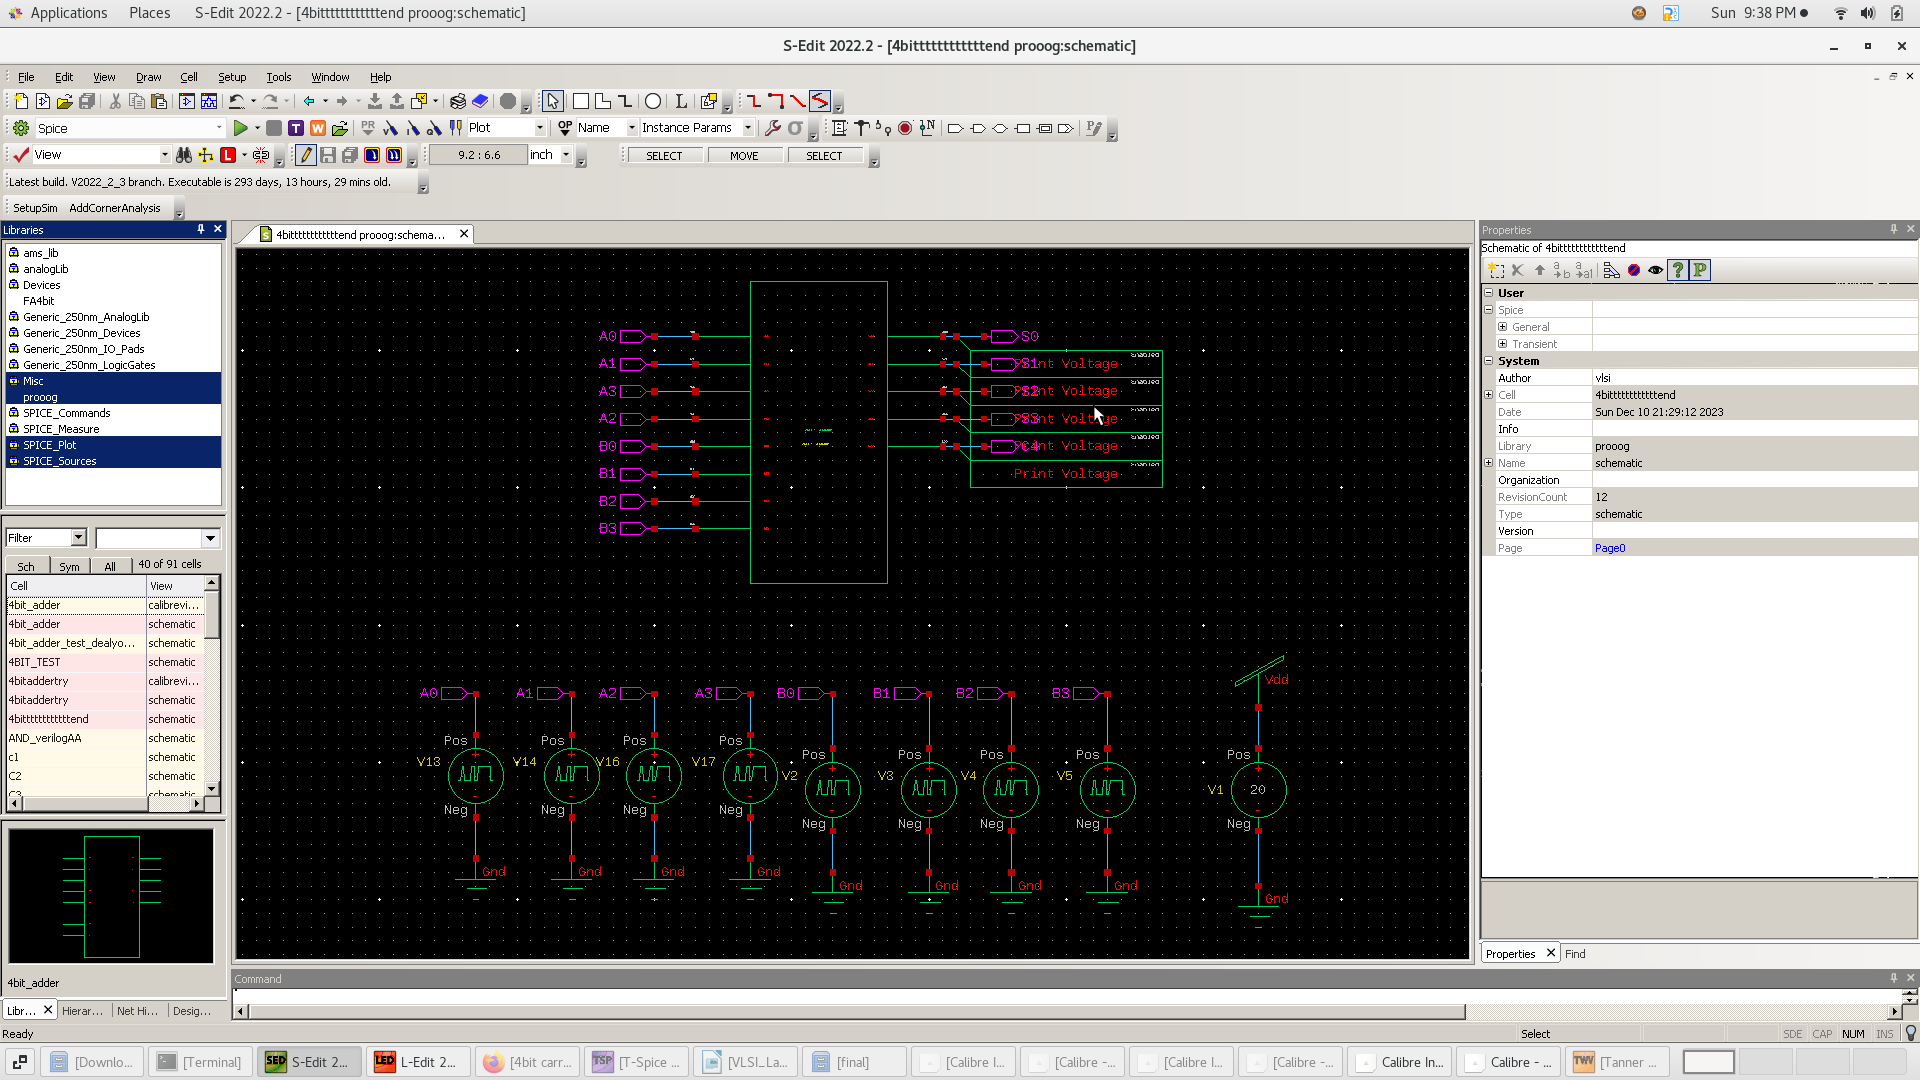 Applications Places S-Edit 2022.2 - [4bittttttttttttend prooog:schematic] Sun 9:38 PM
S-Edit 2022.2 - [4bittttttttttttend prooog:schematic]
File Edit View Draw Cell Setup Tools Window Help
Spice Plot OP Name Instance Params
View 9.2 : 6.6 inch SELECT MOVE SELECT
Latest build. V2022_2_3 branch. Executable is 293 days, 13 hours, 29 mins old.
SetupSim AddCornerAnalysis
Libraries
ams_lib
analogLib
Devices
FA4bit
Generic_250nm_AnalogLib
Generic_250nm_Devices
Generic_250nm_IO_Pads
Generic_250nm_LogicGates
Misc
prooog
SPICE_Commands
SPICE_Measure
SPICE_Plot
SPICE_Sources
Filter
Sch Sym All 40 of 91 cells
Cell View
4bit_adder calibrevi...
4bit_adder schematic
4bit_adder_test_dealyo... schematic
4BIT_TEST schematic
4bitaddertry calibrevi...
4bitaddertry schematic
4bittttttttttttend schematic
AND_verilogAA schematic
c1 schematic
C2 schematic
4bit_adder
Libr... Hierar... Net Hi... Desig...
4bittttttttttttend prooog:schema...
A0 S0
A1 S1 Print Voltage
A3 S2 Print Voltage
A2 S3 Print Voltage
B0 C4 Print Voltage
B1 Print Voltage
B2
B3
Vdd
A0 A1 A2 A3 B0 B1 B2 B3
Pos Pos Pos Pos Pos Pos Pos Pos Pos
V13 V14 V16 V17 V2 V3 V4 V5 V1 20
Neg Neg Neg Neg Neg Neg Neg Neg Neg
Gnd Gnd Gnd Gnd Gnd Gnd Gnd Gnd Gnd
Command
Properties
Schematic of 4bittttttttttttend
User
Spice
General
Transient
System
Author vlsi
Cell 4bittttttttttttend
Date Sun Dec 10 21:29:12 2023
Info
Library prooog
Name schematic
Organization
RevisionCount 12
Type schematic
Version
Page Page0
Properties Find
Ready Select SDE CAP NUM INS
[Downlo... [Terminal] S-Edit 2... L-Edit 2... [4bit carr... [T-Spice ... [VLSI_La... [final] [Calibre I... [Calibre -... [Calibre I... [Calibre -... Calibre In... Calibre - ... [Tanner ...